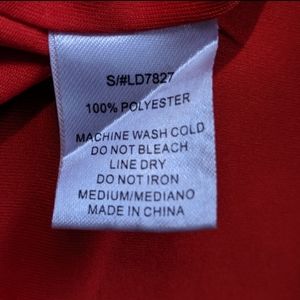 S/#LD7827
100% POLYESTER
MACHINE WASH COLD
DO NOT BLEACH
LINE DRY
DO NOT IRON
MEDIUM/MEDIANO
MADE IN CHINA